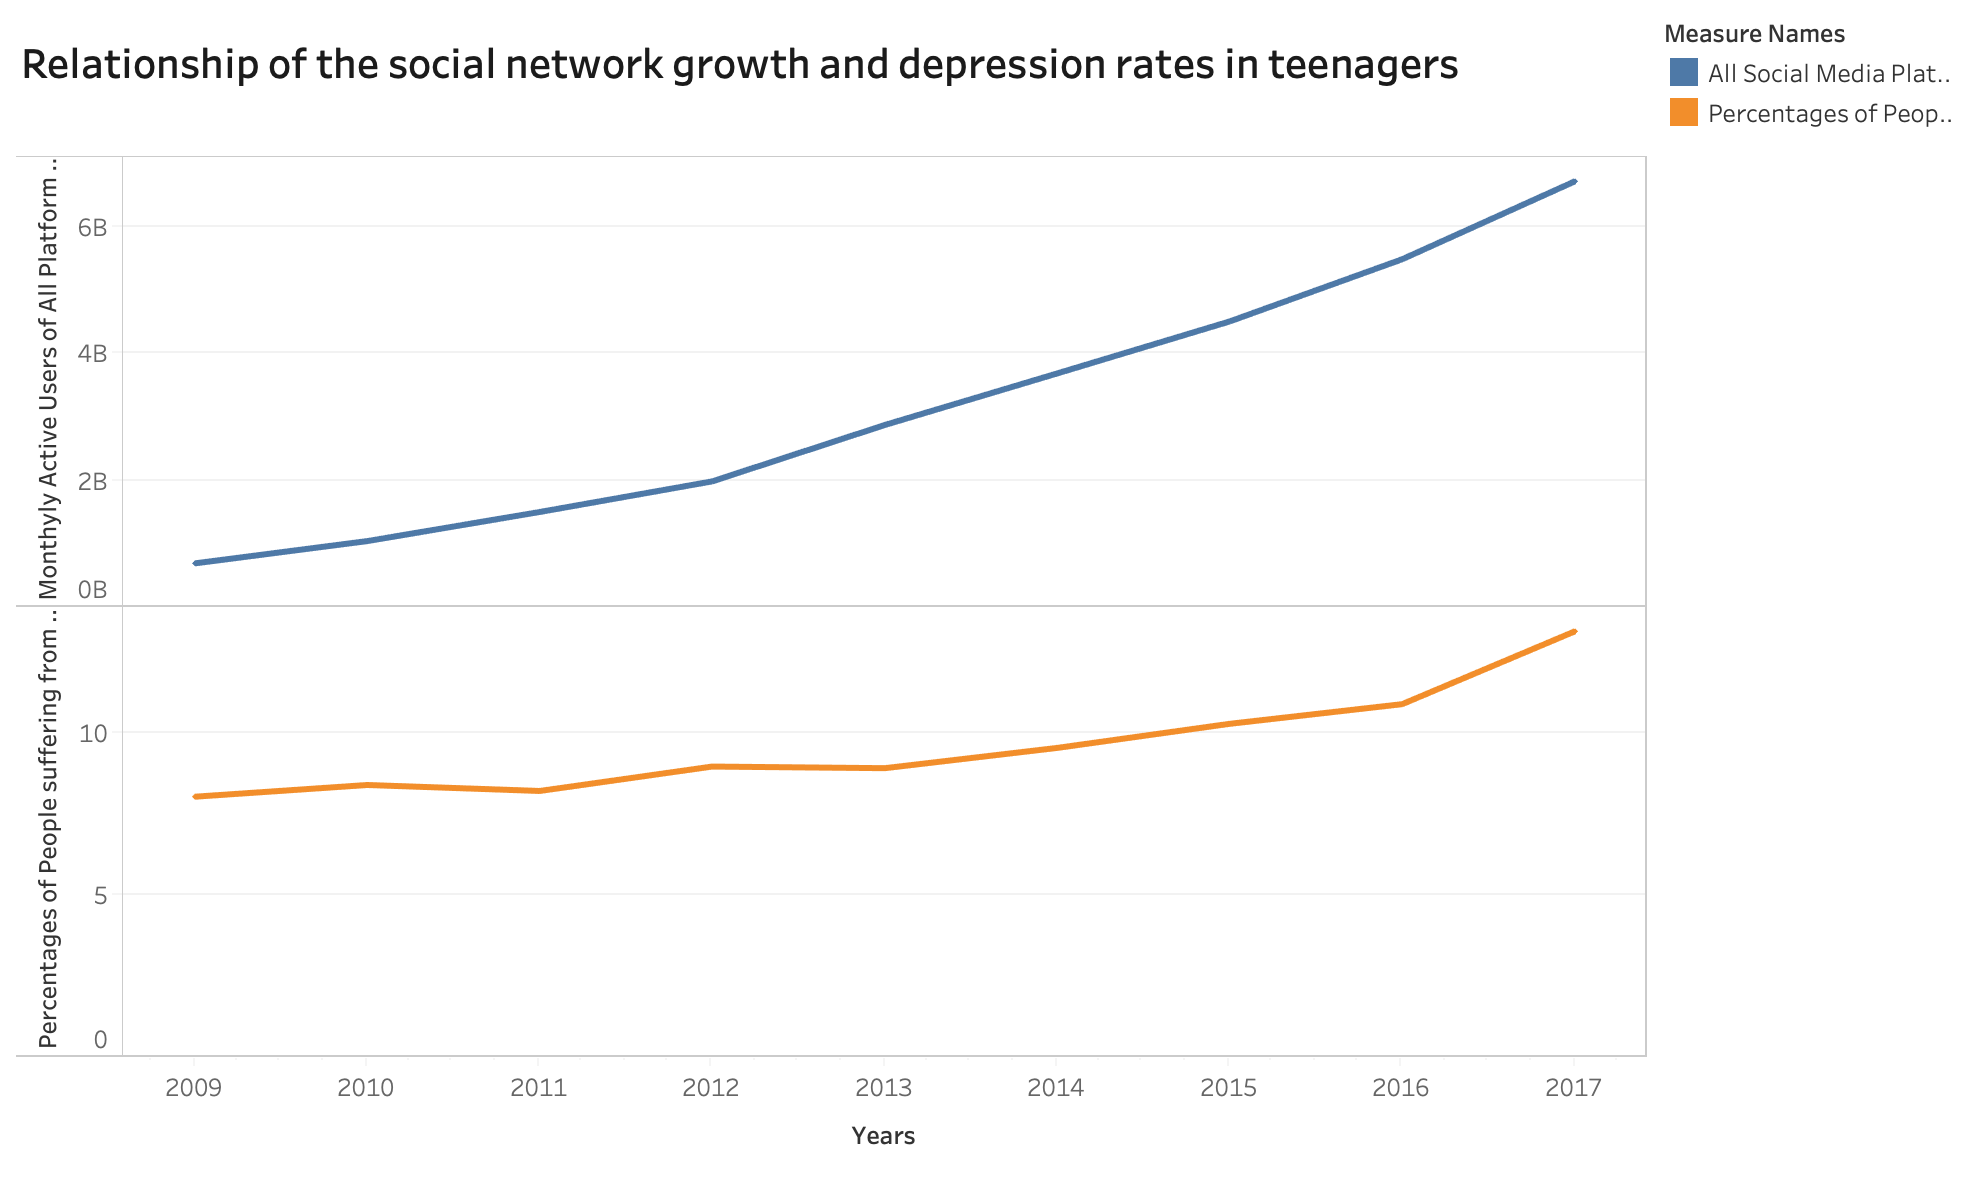 Relationship of the social network growth and depression rates in teenagers
Measure Names
All Social Media Plat..
Percentages of Peop..
Monthyly Active Users of All Platform ..
6B
4B
2B
0B
Percentages of People suffering from ..
10
5
0
2009 2010 2011 2012 2013 2014 2015 2016 2017
Years